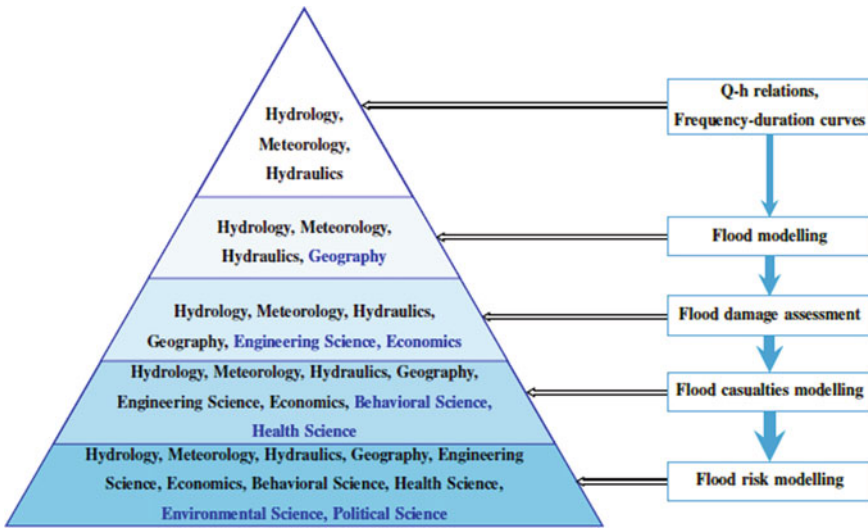 Hydrology,
Meteorology,
Hydraulics
Q-h relations,
Frequency-duration curves
Hydrology, Meteorology,
Hydraulics, Geography
Flood modelling
Hydrology, Meteorology, Hydraulics,
Geography, Engineering Science, Economics
Flood damage assessment
Hydrology, Meteorology, Hydraulics, Geography,
Engineering Science, Economics, Behavioral Science,
Health Science
Flood casualties modelling
Hydrology, Meteorology, Hydraulics, Geography, Engineering
Science, Economics, Behavioral Science, Health Science,
Environmental Science, Political Science
Flood risk modelling